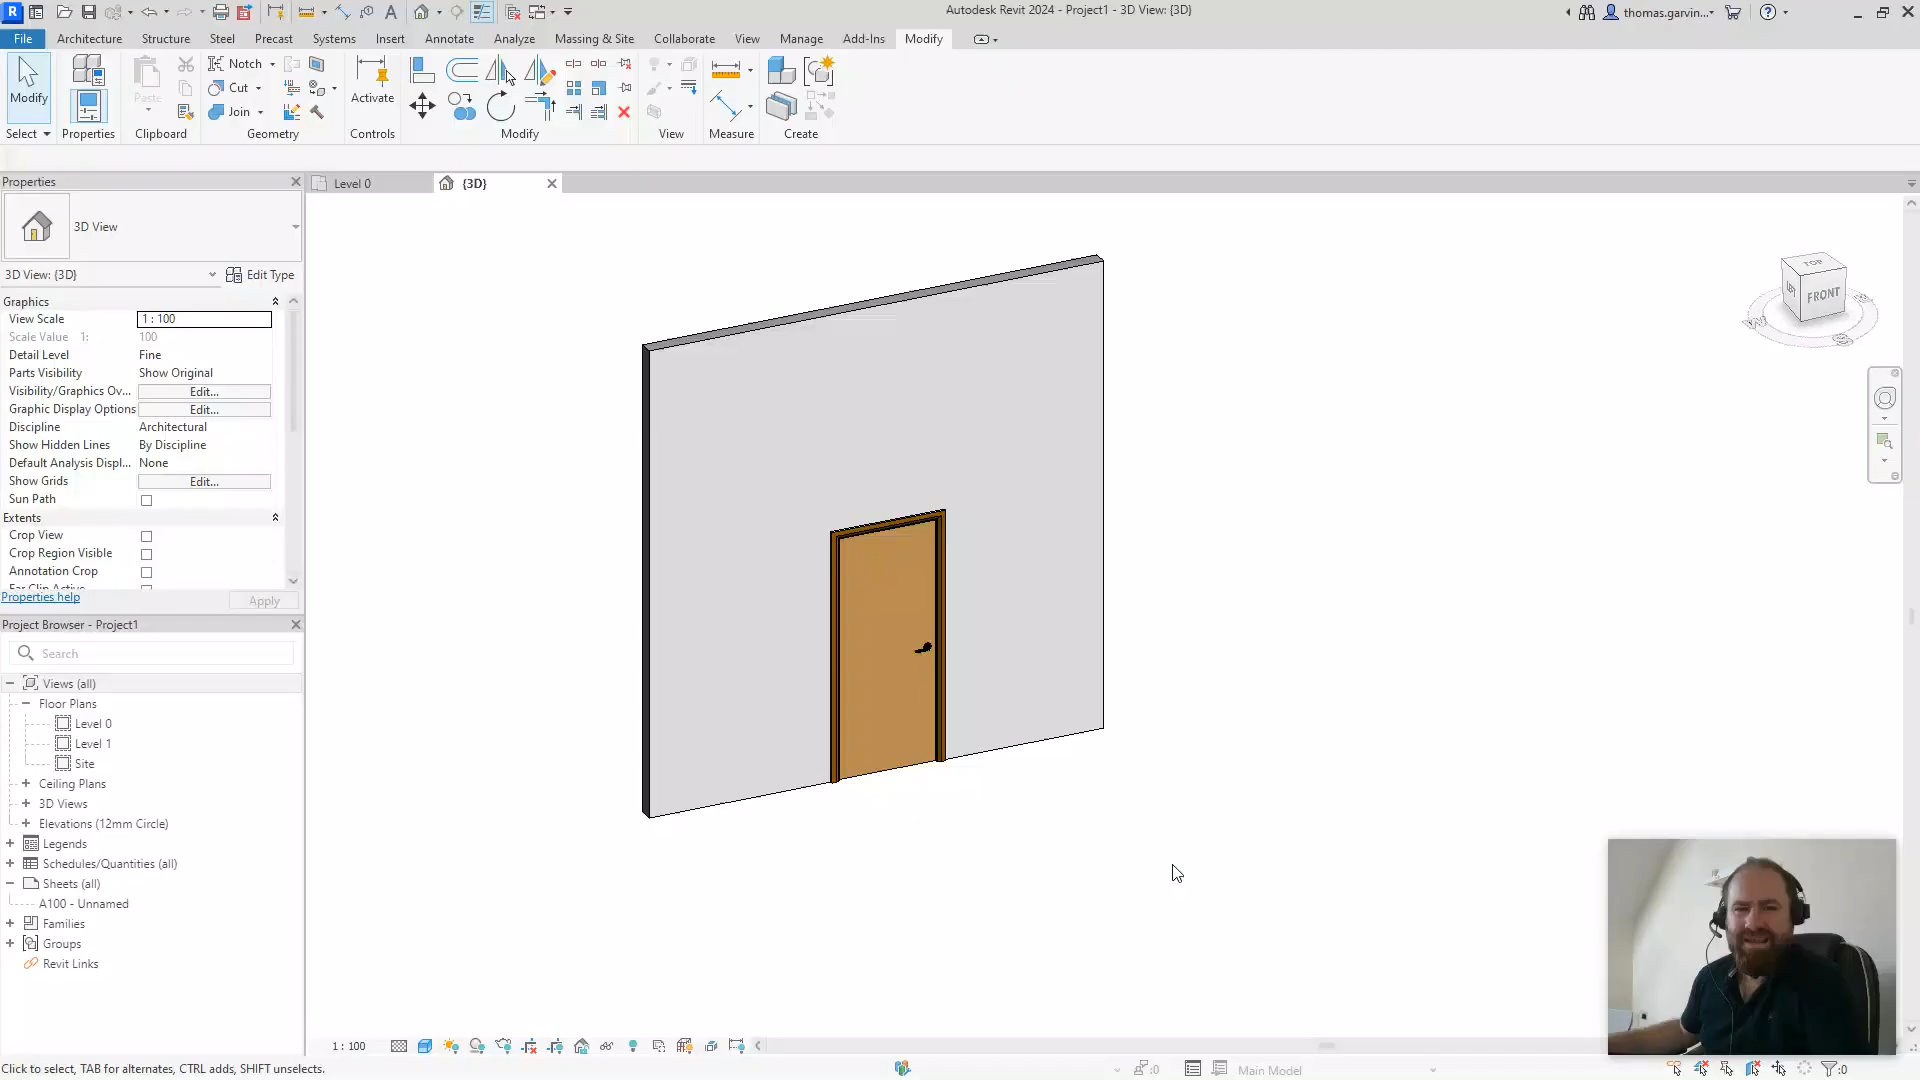 Autodesk Revit 2024 - Project1 - 3D View: {3D}
thomas.garvin...
File Architecture Structure Steel Precast Systems Insert Annotate Analyze Massing & Site Collaborate View Manage Add-Ins Modify
Modify
Paste
Notch
Cut
Join
Activate
Select Properties Clipboard Geometry Controls Modify View Measure Create
Properties
Level 0
{3D}
3D View
3D View: {3D}
Edit Type
Graphics
View Scale 1 : 100
Scale Value 1: 100
Detail Level Fine
Parts Visibility Show Original
Visibility/Graphics Ov... Edit...
Graphic Display Options Edit...
Discipline Architectural
Show Hidden Lines By Discipline
Default Analysis Displ... None
Show Grids Edit...
Sun Path
Extents
Crop View
Crop Region Visible
Annotation Crop
Far Clip Active
Properties help
Apply
Project Browser - Project1
Search
Views (all)
Floor Plans
Level 0
Level 1
Site
Ceiling Plans
3D Views
Elevations (12mm Circle)
Legends
Schedules/Quantities (all)
Sheets (all)
A100 - Unnamed
Families
Groups
Revit Links
TOP
FRONT
W
S
1 : 100
Click to select, TAB for alternates, CTRL adds, SHIFT unselects.
:0
Main Model
:0